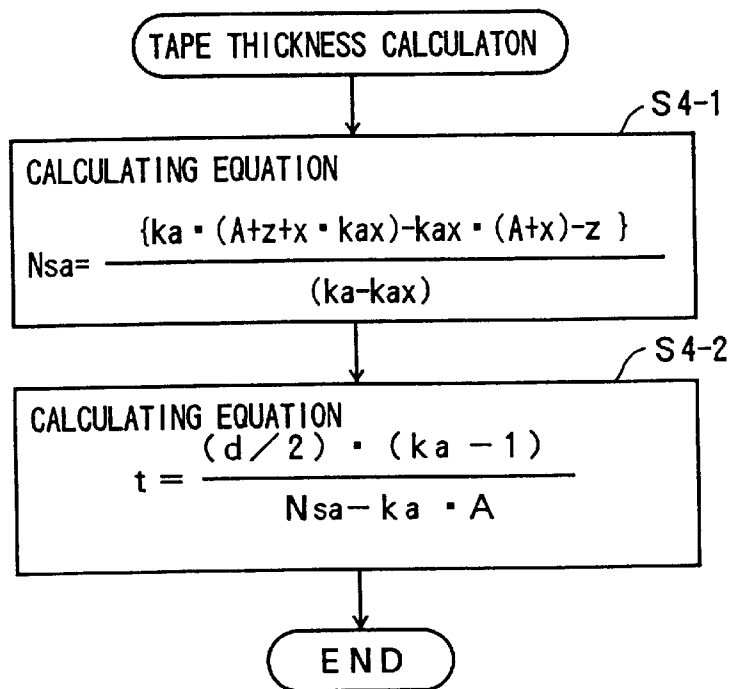 TAPE THICKNESS CALCULATON
S4-1
CALCULATING EQUATION
{ka・(A+z+x・kax)-kax・(A+x)-z }
Nsa=
(ka-kax)
S4-2
CALCULATING EQUATION
(d/2)・(ka-1)
t=
Nsa-ka・A
END